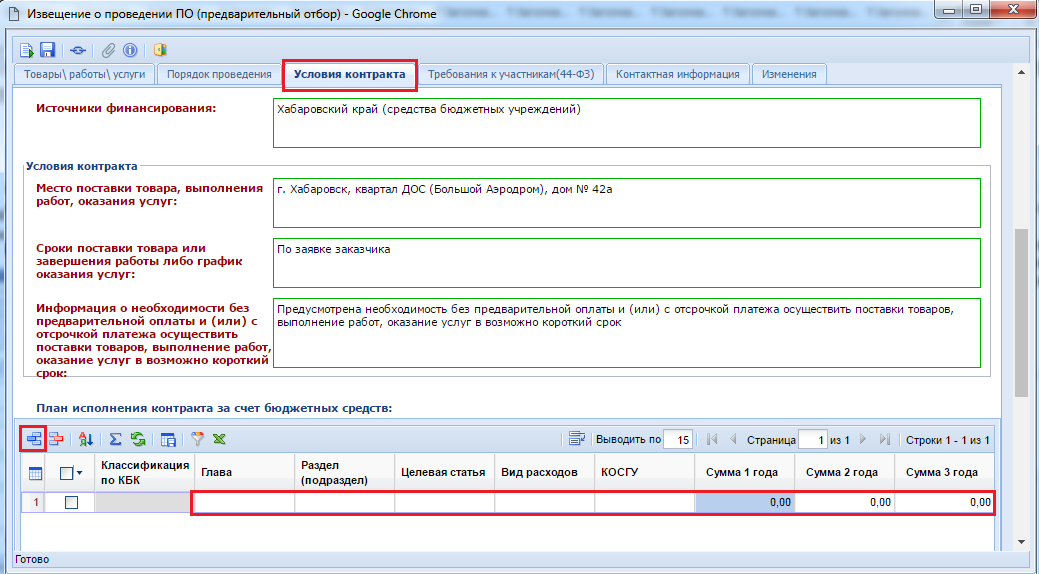 Извещение о проведении ПО (предварительный отбор) - Google Chrome
Товары\ работы\ услуги
Порядок проведения
Условия контракта
Требования к участникам(44-ФЗ)
Контактная информация
Изменения
Источники финансирования:
Хабаровский край (средства бюджетных учреждений)
Условия контракта
Место поставки товара, выполнения
работ, оказания услуг:
г. Хабаровск, квартал ДОС (Большой Аэродром), дом № 42а
Сроки поставки товара или
завершения работы либо график
оказания услуг:
По заявке заказчика
Информация о необходимости без
предварительной оплаты и (или) с
отсрочкой платежа осуществить
поставки товаров, выполнение работ,
оказание услуг в возможно короткий
срок:
Предусмотрена необходимость без предварительной оплаты и (или) с отсрочкой платежа осуществить поставки товаров,
выполнение работ, оказание услуг в возможно короткий срок
План исполнения контракта за счет бюджетных средств:
Выводить по 15 Страница 1 из 1 Строки 1 - 1 из 1
Классификация
по КБК
Глава
Раздел
(подраздел)
Целевая статья
Вид расходов
КОСГУ
Сумма 1 года
Сумма 2 года
Сумма 3 года
1 0,00 0,00 0,00
Готово